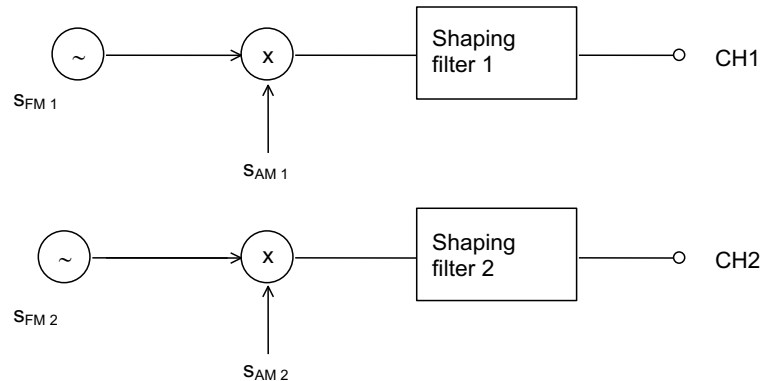 ~
x
Shaping
filter 1
CH1
sFM 1
sAM 1
~
x
Shaping
filter 2
CH2
sFM 2
sAM 2